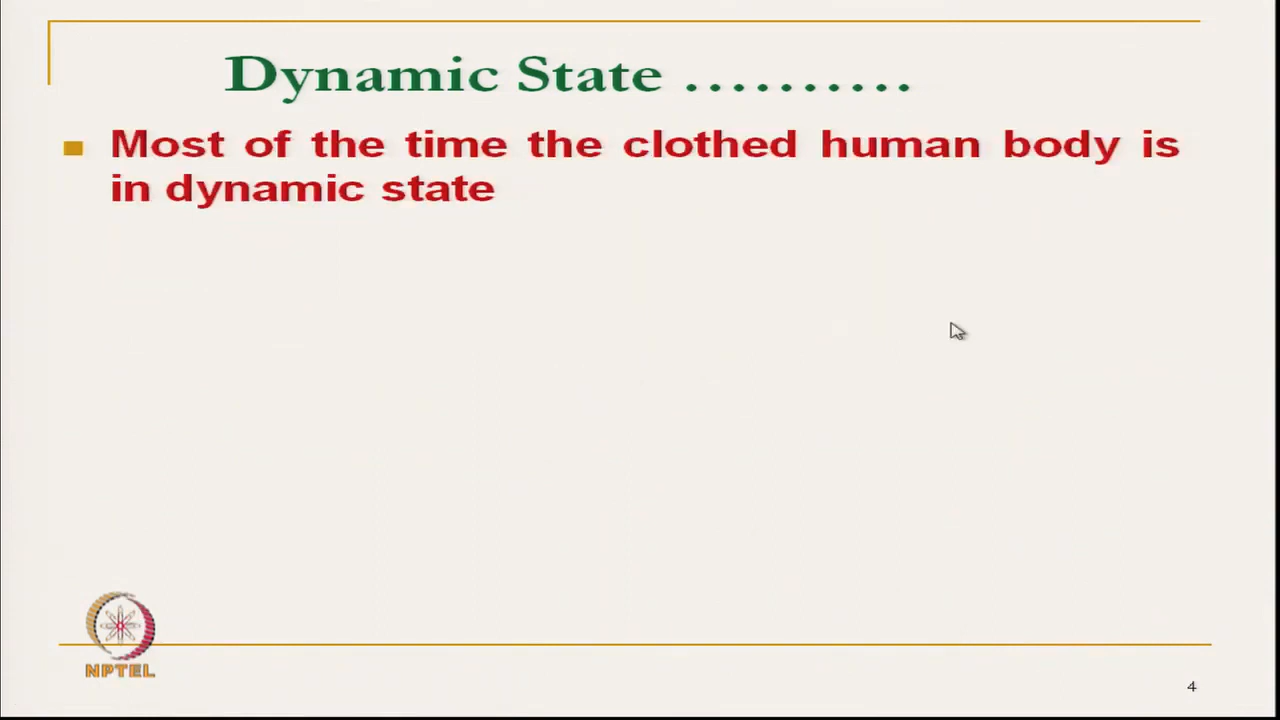 Dynamic State ..........
Most of the time the clothed human body is
in dynamic state
NPTEL
4